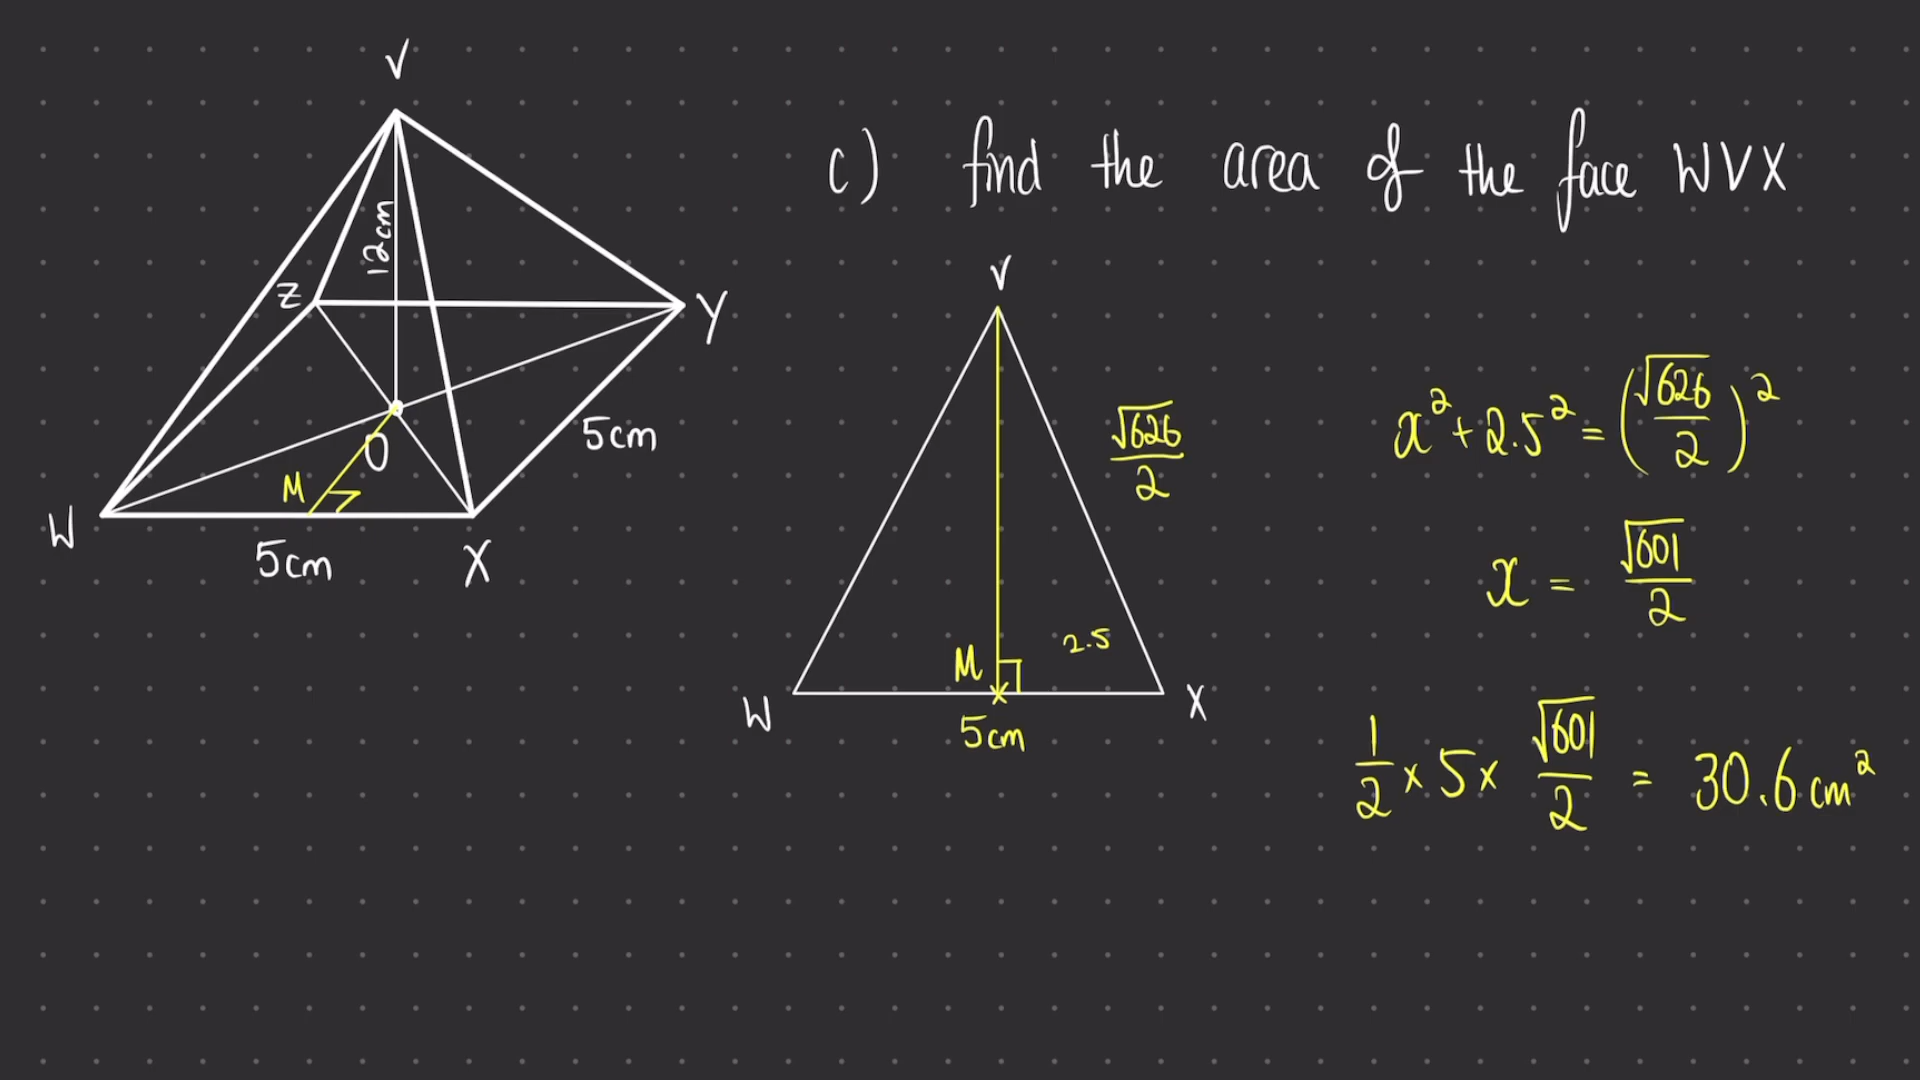 V
12cm
Z
Y
O
5cm
M
W
5cm
X
c) find the area of the face WVX
V
√626/2
M
2.5
W
5cm
X
x² + 2.5² = (√626/2)²
x = √601/2
1/2 × 5 × √601/2 = 30.6 cm²